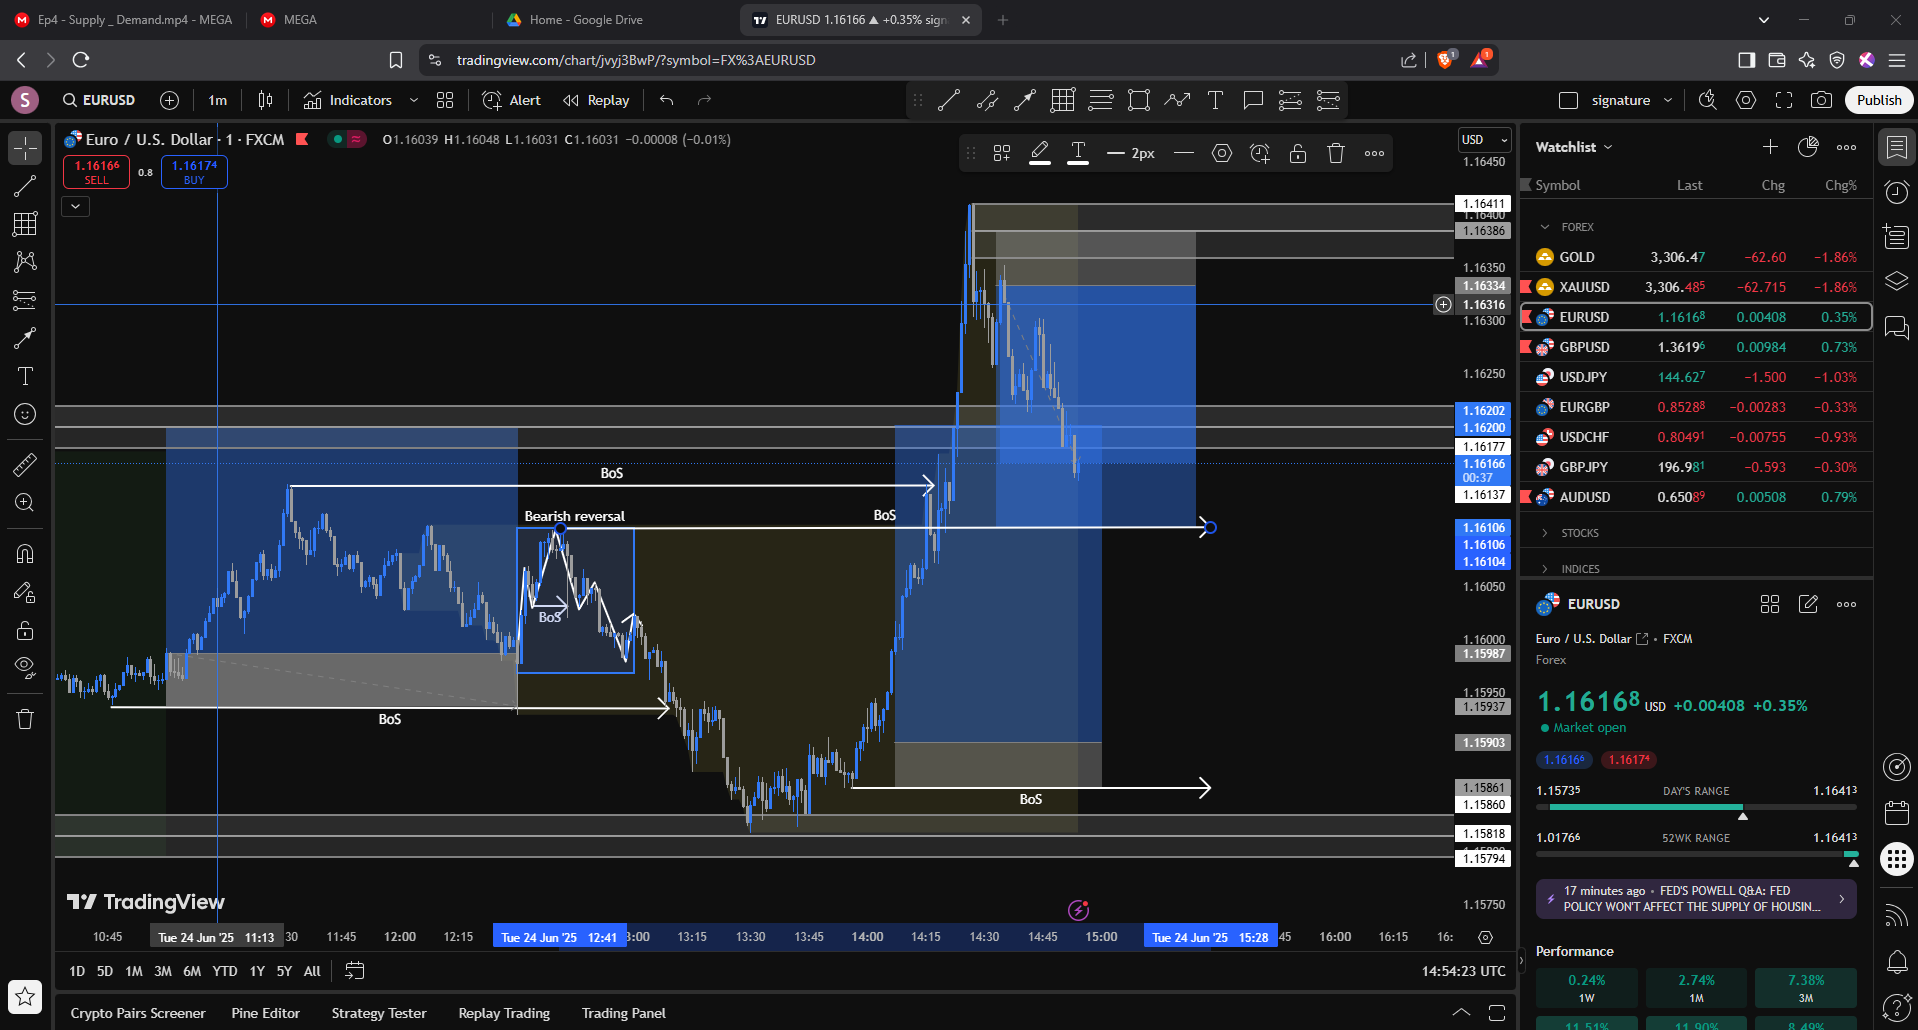 Ep4 - Supply _ Demand.mp4 - MEGA
MEGA
Home - Google Drive
EURUSD 1.16166 ▲ +0.35% sign
tradingview.com/chart/jvyj3BwP/?symbol=FX%3AEURUSD
S
EURUSD
1m
Indicators
Alert
Replay
signature
Publish
Euro / U.S. Dollar · 1 · FXCM
O1.16039 H1.16048 L1.16031 C1.16031 −0.00008 (−0.01%)
1.16166
SELL
0.8
1.16174
BUY
2px
USD
1.16450
1.16411
1.16400
1.16386
1.16350
1.16334
1.16316
1.16300
1.16250
1.16202
1.16200
1.16177
1.16166
00:37
1.16137
1.16106
1.16106
1.16104
1.16050
1.16000
1.15987
1.15950
1.15937
1.15903
1.15861
1.15860
1.15818
1.15794
1.15750
BoS
Bearish reversal
BoS
BoS
BoS
BoS
TradingView
10:45
Tue 24 Jun '25 11:13
30
11:45
12:00
12:15
Tue 24 Jun '25 12:41
3:00
13:15
13:30
13:45
14:00
14:15
14:30
14:45
15:00
Tue 24 Jun '25 15:28
45
16:00
16:15
16:
1D 5D 1M 3M 6M YTD 1Y 5Y All
14:54:23 UTC
Crypto Pairs Screener
Pine Editor
Strategy Tester
Replay Trading
Trading Panel
Watchlist
Symbol Last Chg Chg%
FOREX
GOLD 3,306.47 −62.60 −1.86%
XAUUSD 3,306.485 −62.715 −1.86%
EURUSD 1.16168 0.00408 0.35%
GBPUSD 1.36196 0.00984 0.73%
USDJPY 144.627 −1.500 −1.03%
EURGBP 0.85288 −0.00283 −0.33%
USDCHF 0.80491 −0.00755 −0.93%
GBPJPY 196.981 −0.593 −0.30%
AUDUSD 0.65089 0.00508 0.79%
STOCKS
INDICES
EURUSD
Euro / U.S. Dollar • FXCM
Forex
1.16168 USD +0.00408 +0.35%
Market open
1.16166
1.16174
1.15735 DAY'S RANGE 1.16413
1.01766 52WK RANGE 1.16413
17 minutes ago • FED'S POWELL Q&A: FED
POLICY WON'T AFFECT THE SUPPLY OF HOUSIN...
Performance
0.24%
1W
2.74%
1M
7.38%
3M
11.51%
11.90%
8.49%